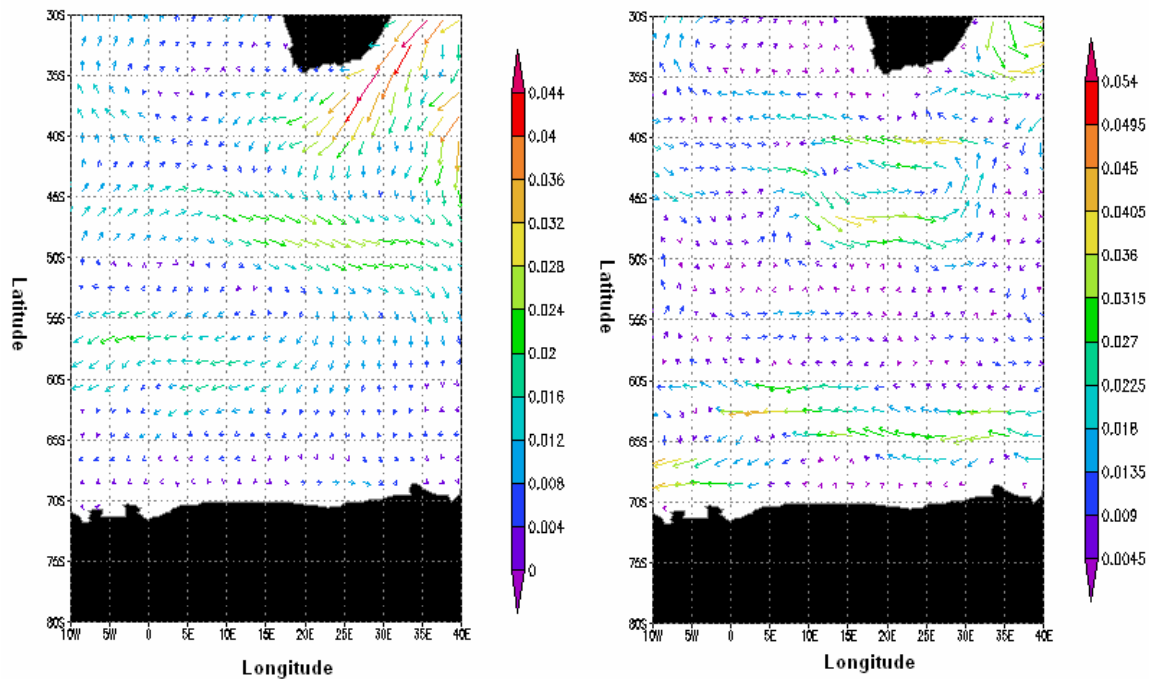 30S
35S
40S
45S
50S
55S
60S
65S
70S
75S
80S
10W 5W 0 5E 10E 15E 20E 25E 30E 35E 40E
Latitude
Longitude
0.044
0.04
0.036
0.032
0.028
0.024
0.02
0.016
0.012
0.008
0.004
0
30S
35S
40S
45S
50S
55S
60S
65S
70S
75S
80S
10W 5W 0 5E 10E 15E 20E 25E 30E 35E 40E
Latitude
Longitude
0.054
0.0495
0.045
0.0405
0.036
0.0315
0.027
0.0225
0.018
0.0135
0.009
0.0045